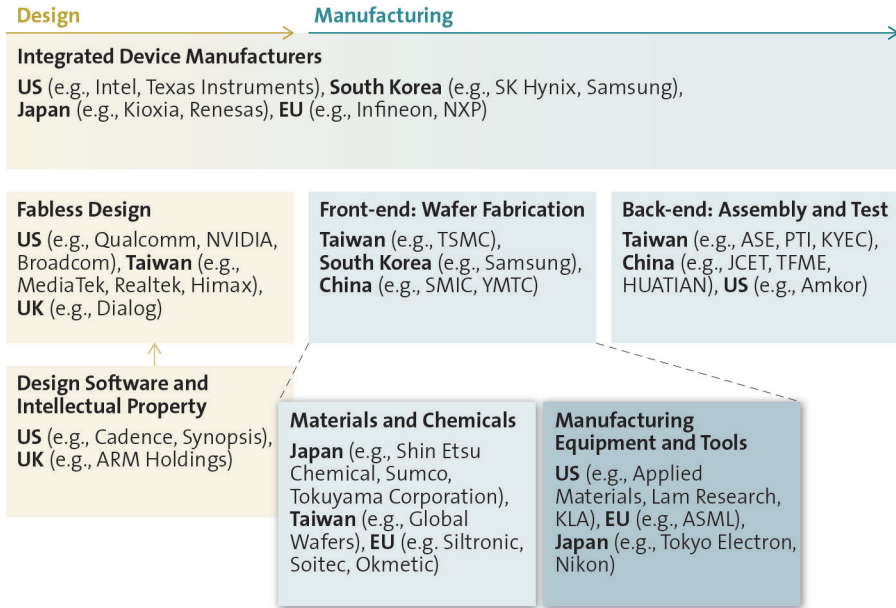 Design
Manufacturing
Integrated Device Manufacturers
US (e.g., Intel, Texas Instruments), South Korea (e.g., SK Hynix, Samsung),
Japan (e.g., Kioxia, Renesas), EU (e.g., Infineon, NXP)
Fabless Design
US (e.g., Qualcomm, NVIDIA,
Broadcom), Taiwan (e.g.,
MediaTek, Realtek, Himax),
UK (e.g., Dialog)
Front-end: Wafer Fabrication
Taiwan (e.g., TSMC),
South Korea (e.g., Samsung),
China (e.g., SMIC, YMTC)
Back-end: Assembly and Test
Taiwan (e.g., ASE, PTI, KYEC),
China (e.g., JCET, TFME,
HUATIAN), US (e.g., Amkor)
Design Software and
Intellectual Property
US (e.g., Cadence, Synopsis),
UK (e.g., ARM Holdings)
Materials and Chemicals
Japan (e.g., Shin Etsu
Chemical, Sumco,
Tokuyama Corporation),
Taiwan (e.g., Global
Wafers), EU (e.g. Siltronic,
Soitec, Okmetic)
Manufacturing
Equipment and Tools
US (e.g., Applied
Materials, Lam Research,
KLA), EU (e.g., ASML),
Japan (e.g., Tokyo Electron,
Nikon)